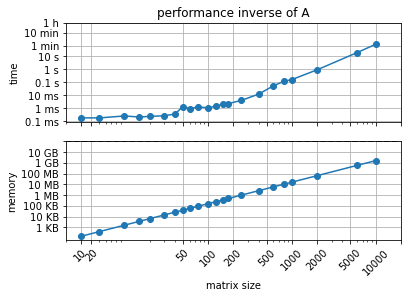 performance inverse of A
1 h
10 min
1 min
10 s
1 s
0.1 s
10 ms
1 ms
0.1 ms
time
10 GB
1 GB
100 MB
10 MB
1 MB
100 KB
10 KB
1 KB
memory
10
20
50
100
200
500
1000
2000
5000
10000
matrix size